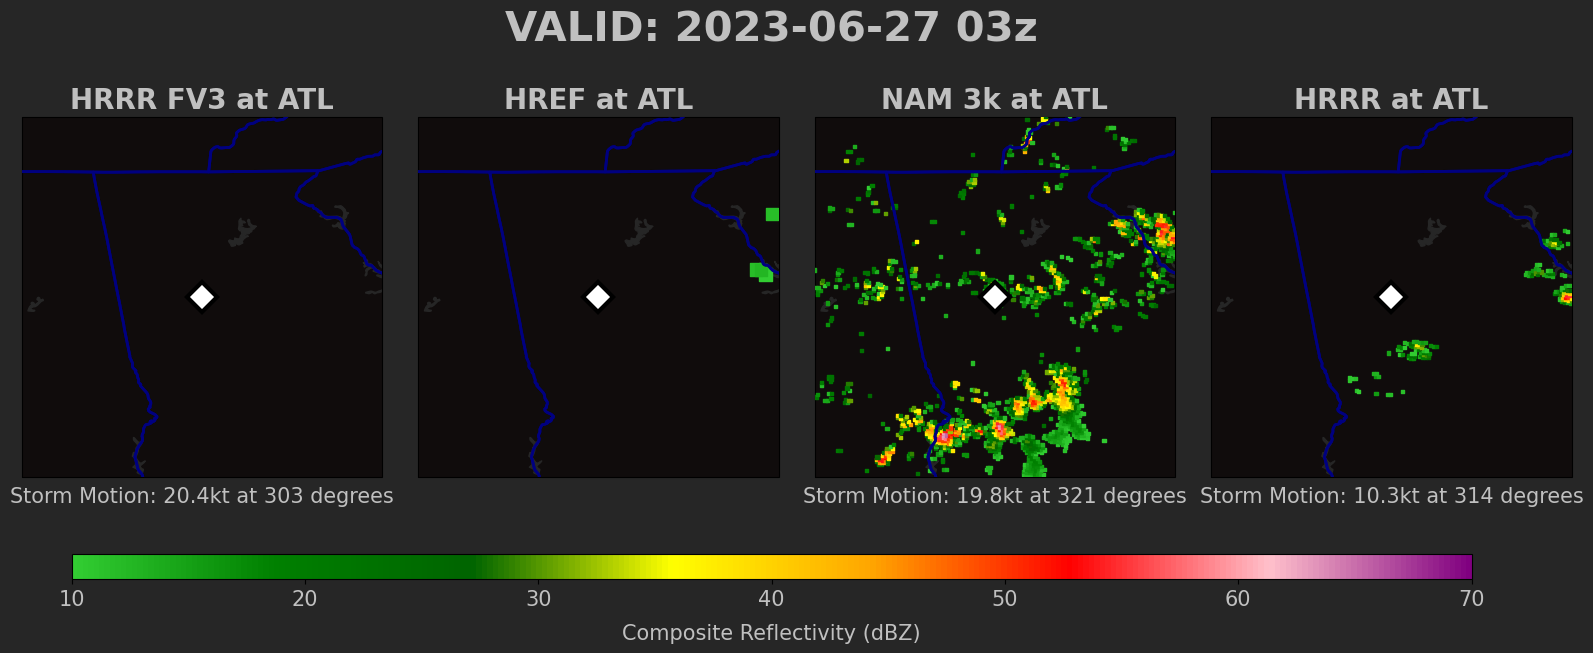 VALID: 2023-06-27 03z
HRRR FV3 at ATL
HREF at ATL
NAM 3k at ATL
HRRR at ATL
Storm Motion: 20.4kt at 303 degrees
Storm Motion: 19.8kt at 321 degrees
Storm Motion: 10.3kt at 314 degrees
10 20 30 40 50 60 70
Composite Reflectivity (dBZ)